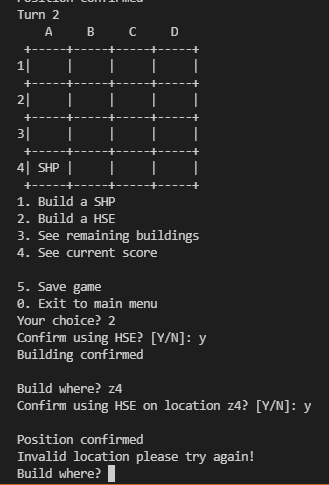 Position confirmed
Turn 2
A B C D
+-----+-----+-----+-----+
1| | | | |
+-----+-----+-----+-----+
2| | | | |
+-----+-----+-----+-----+
3| | | | |
+-----+-----+-----+-----+
4| SHP | | | |
+-----+-----+-----+-----+
1. Build a SHP
2. Build a HSE
3. See remaining buildings
4. See current score
5. Save game
0. Exit to main menu
Your choice? 2
Confirm using HSE? [Y/N]: y
Building confirmed
Build where? z4
Confirm using HSE on location z4? [Y/N]: y
Position confirmed
Invalid location please try again!
Build where?